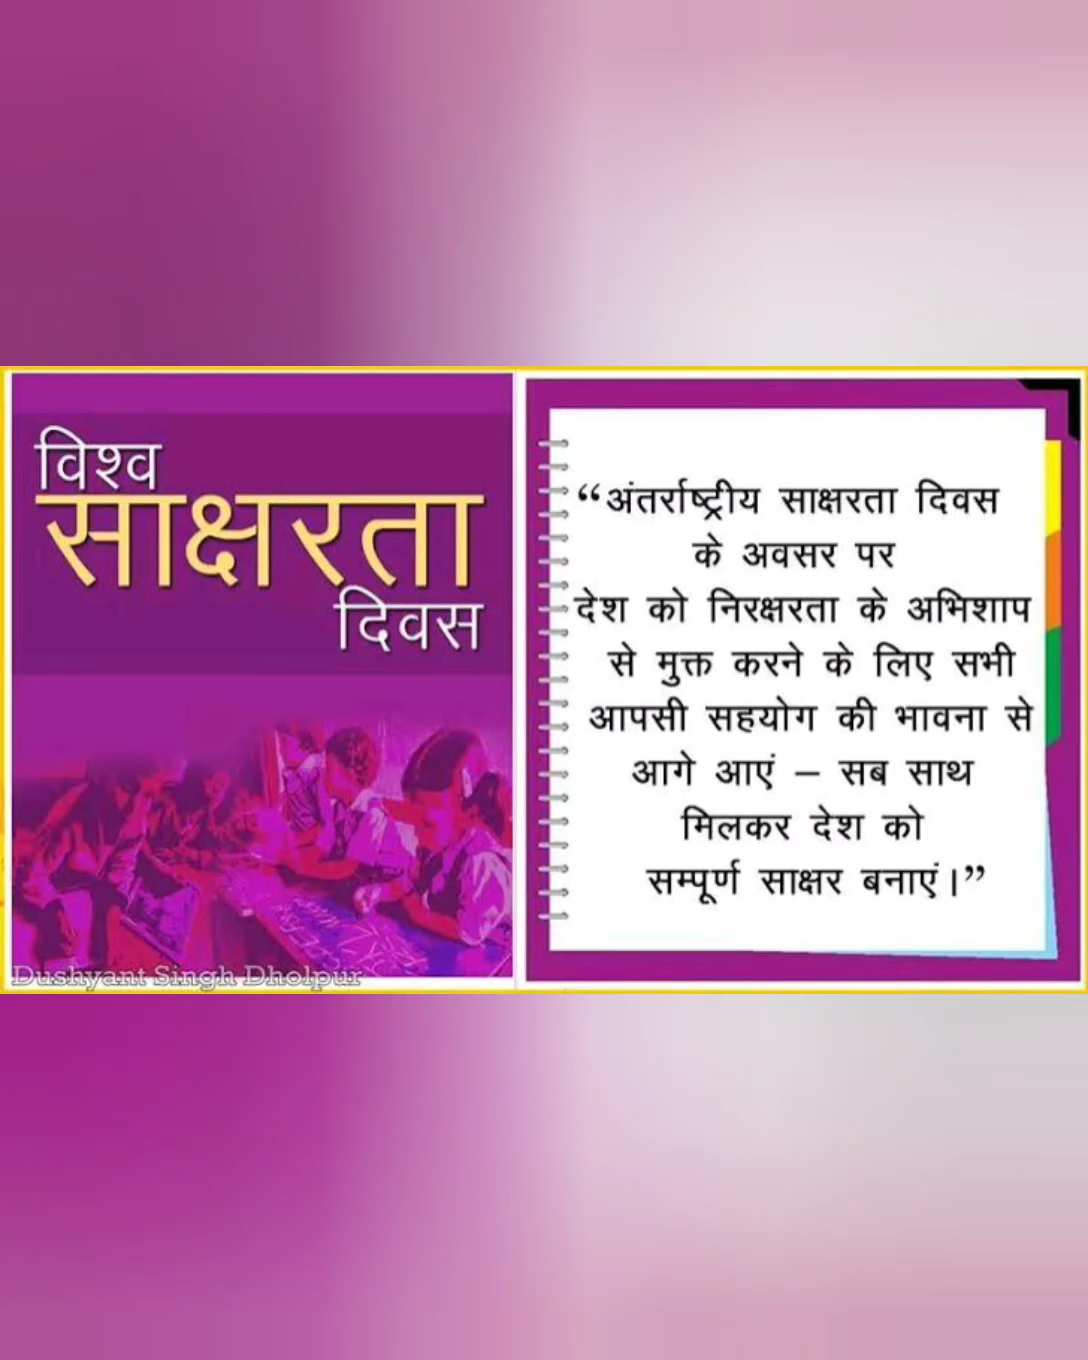 विश्व
साक्षरता
दिवस
Dushyant Singh Dholpur
“अंतर्राष्ट्रीय साक्षरता दिवस
के अवसर पर
देश को निरक्षरता के अभिशाप
से मुक्त करने के लिए सभी
आपसी सहयोग की भावना से
आगे आएं – सब साथ
मिलकर देश को
सम्पूर्ण साक्षर बनाएं।”